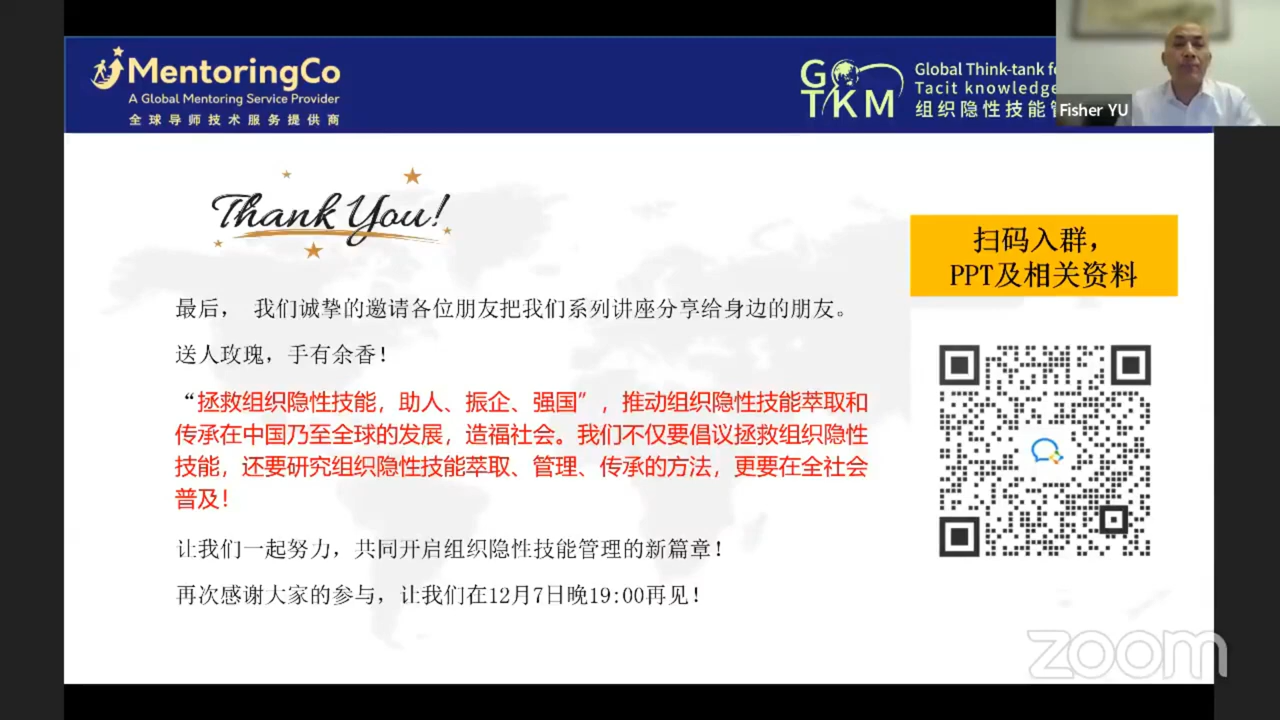 MentoringCo
A Global Mentoring Service Provider
全球导师技术服务提供商
G TKM
Global Think-tank f
Tacit knowledge
组织隐性技能
Fisher YU
Thank You!
扫码入群，
PPT及相关资料
最后， 我们诚挚的邀请各位朋友把我们系列讲座分享给身边的朋友。
送人玫瑰，手有余香！
“拯救组织隐性技能，助人、振企、强国”，推动组织隐性技能萃取和
传承在中国乃至全球的发展，造福社会。我们不仅要倡议拯救组织隐性
技能，还要研究组织隐性技能萃取、管理、传承的方法，更要在全社会
普及！
让我们一起努力，共同开启组织隐性技能管理的新篇章！
再次感谢大家的参与，让我们在12月7日晚19:00再见！
zoom